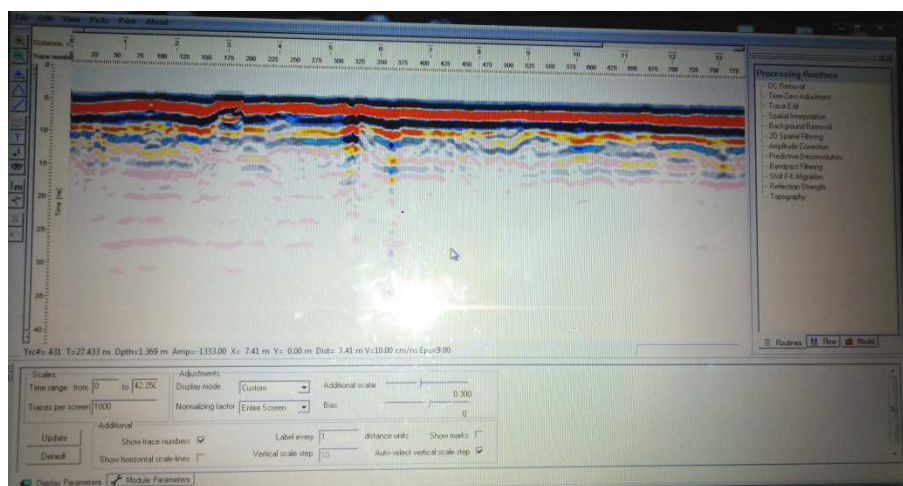 File Edit View Picks Print About
Distance, m
1 2 3 4 5 6 7 8 9 10 11 12 13
Trace number
25 50 75 100 125 150 175 200 225 250 275 300 325 350 375 400 425 450 475 500 525 550 575 600 625 650 675 700 725 750 775
0
5
10
15
20
25
30
35
40
Time [ns]
Processing Routines
DC Removal
Time-Zero Adjustment
Trace Edit
Spatial Interpolation
Background Removal
2D Spatial Filtering
Amplitude Correction
Predictive Deconvolution
Bandpass Filtering
Stolt F-K Migration
Reflection Strength
Topography
Routines Flow Model
Trc#= 431 T=27.433 ns Dpth=1.369 m Amp=-1333.00 X= 7.41 m Y= 0.00 m Dist= 7.41 m V=10.00 cm/ns Eps=9.00
Scales
Time range from 0 to 42.250
Traces per screen 1000
Adjustments
Display mode Custom
Normalizing factor Entire Screen
Additional scalar
0.300
Bias
0
Update
Default
Additional
Show trace numbers
Show horizontal scale-lines
Label every 1 distance units
Vertical scale step 10
Show marks
Auto-select vertical scale step
Display Parameters Module Parameters